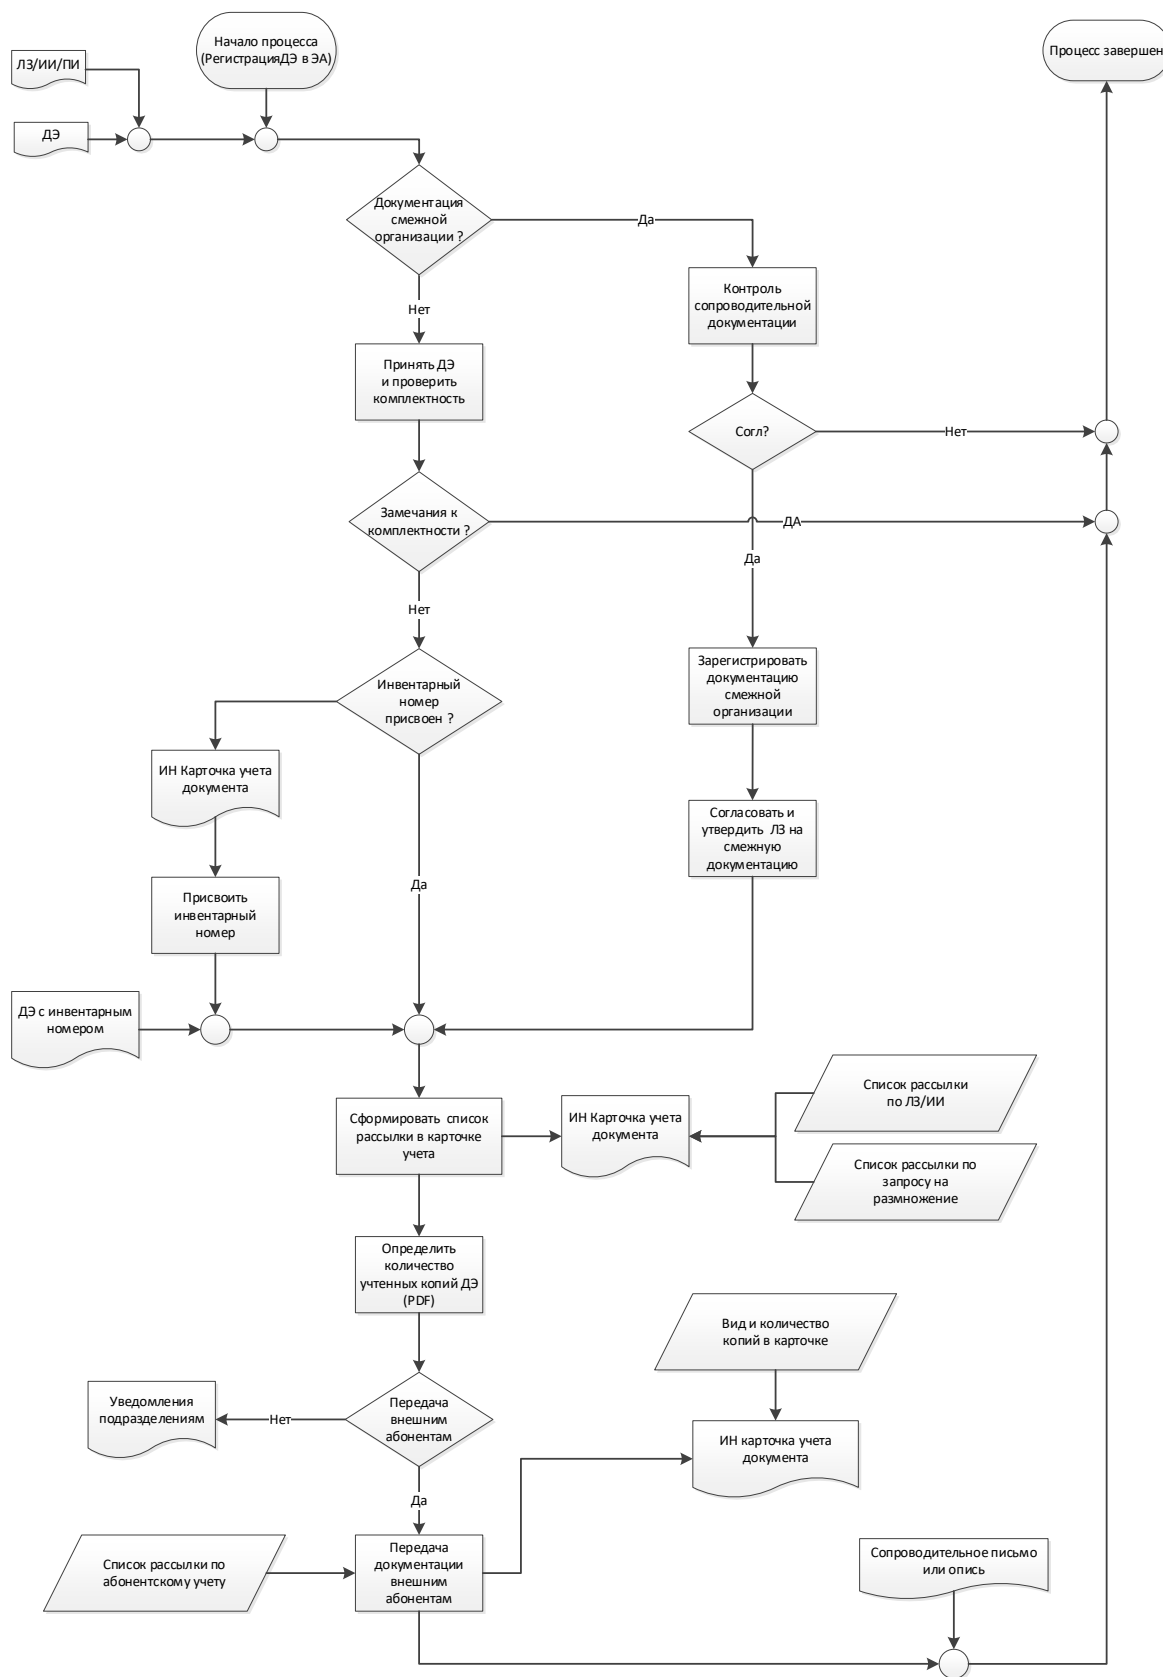 Начало процесса
(РегистрацияДЭ в ЭА)
Процесс завершен
ЛЗ/ИИ/ПИ
ДЭ
Документация
смежной
организации ?
Да
Контроль
сопроводительной
документации
Нет
Принять ДЭ
и проверить
комплектность
Согл?
Нет
Замечания к
комплектности ?
ДА
Да
Нет
Инвентарный
номер
присвоен ?
Зарегистрировать
документацию
смежной
организации
ИН Карточка учета
документа
Согласовать и
утвердить ЛЗ на
смежную
документацию
Да
Присвоить
инвентарный
номер
ДЭ с инвентарным
номером
Список рассылки
по ЛЗ/ИИ
Сформировать список
рассылки в карточке
учета
ИН Карточка учета
документа
Список рассылки по
запросу на
размножение
Определить
количество
учтенных копий ДЭ
(PDF)
Вид и количество
копий в карточке
Уведомления
подразделениям
Нет
Передача
внешним
абонентам
ИН карточка учета
документа
Да
Список рассылки по
абонентскому учету
Передача
документации
внешним
абонентам
Сопроводительное письмо
или опись